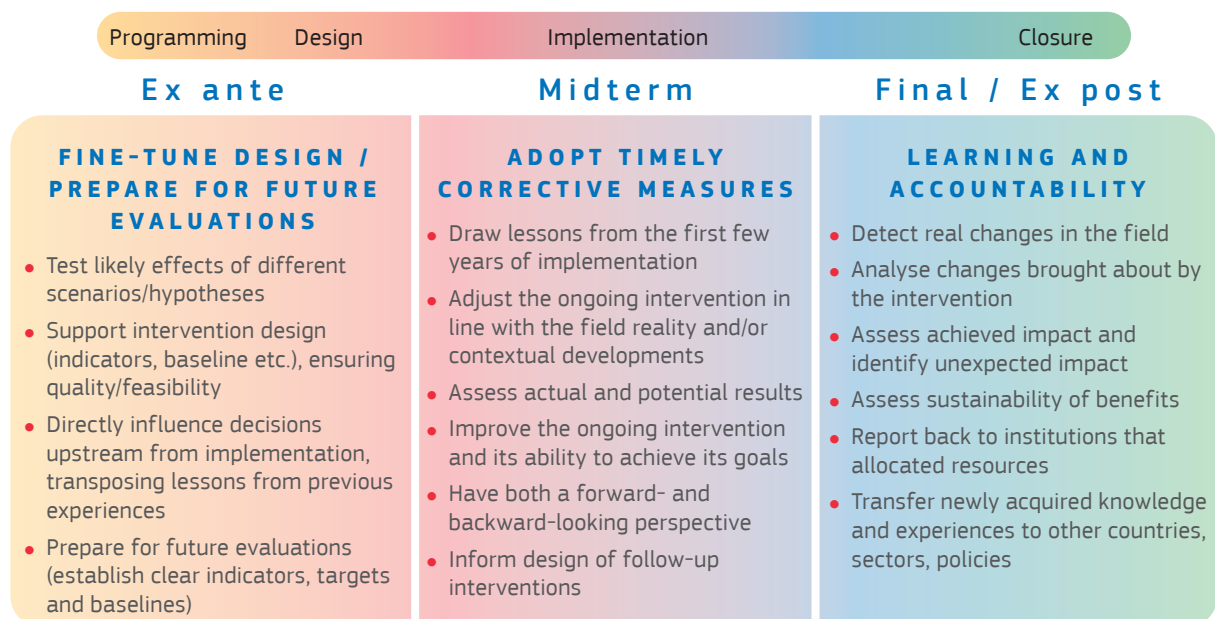 Programming Design Implementation Closure
Ex ante
Midterm
Final / Ex post
FINE-TUNE DESIGN /
PREPARE FOR FUTURE
EVALUATIONS
• Test likely effects of different
scenarios/hypotheses
• Support intervention design
(indicators, baseline etc.), ensuring
quality/feasibility
• Directly influence decisions
upstream from implementation,
transposing lessons from previous
experiences
• Prepare for future evaluations
(establish clear indicators, targets
and baselines)
ADOPT TIMELY
CORRECTIVE MEASURES
• Draw lessons from the first few
years of implementation
• Adjust the ongoing intervention in
line with the field reality and/or
contextual developments
• Assess actual and potential results
• Improve the ongoing intervention
and its ability to achieve its goals
• Have both a forward- and
backward-looking perspective
• Inform design of follow-up
interventions
LEARNING AND
ACCOUNTABILITY
• Detect real changes in the field
• Analyse changes brought about by
the intervention
• Assess achieved impact and
identify unexpected impact
• Assess sustainability of benefits
• Report back to institutions that
allocated resources
• Transfer newly acquired knowledge
and experiences to other countries,
sectors, policies